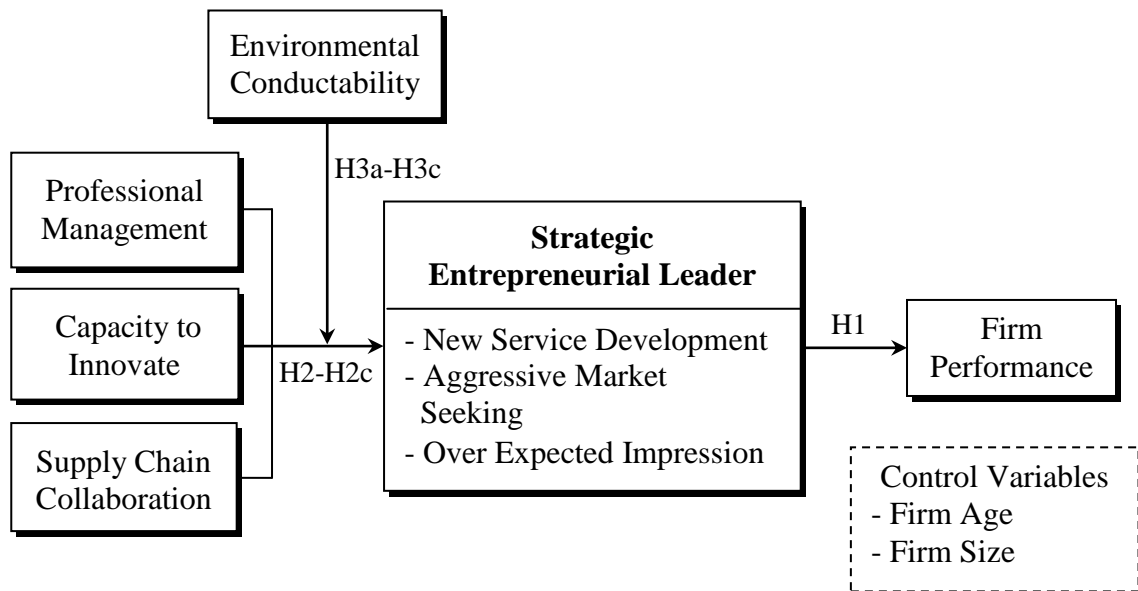 Environmental
Conductability
H3a-H3c
Professional
Management
Capacity to
Innovate
Supply Chain
Collaboration
H2-H2c
Strategic
Entrepreneurial Leader
- New Service Development
- Aggressive Market
Seeking
- Over Expected Impression
H1
Firm
Performance
Control Variables
- Firm Age
- Firm Size